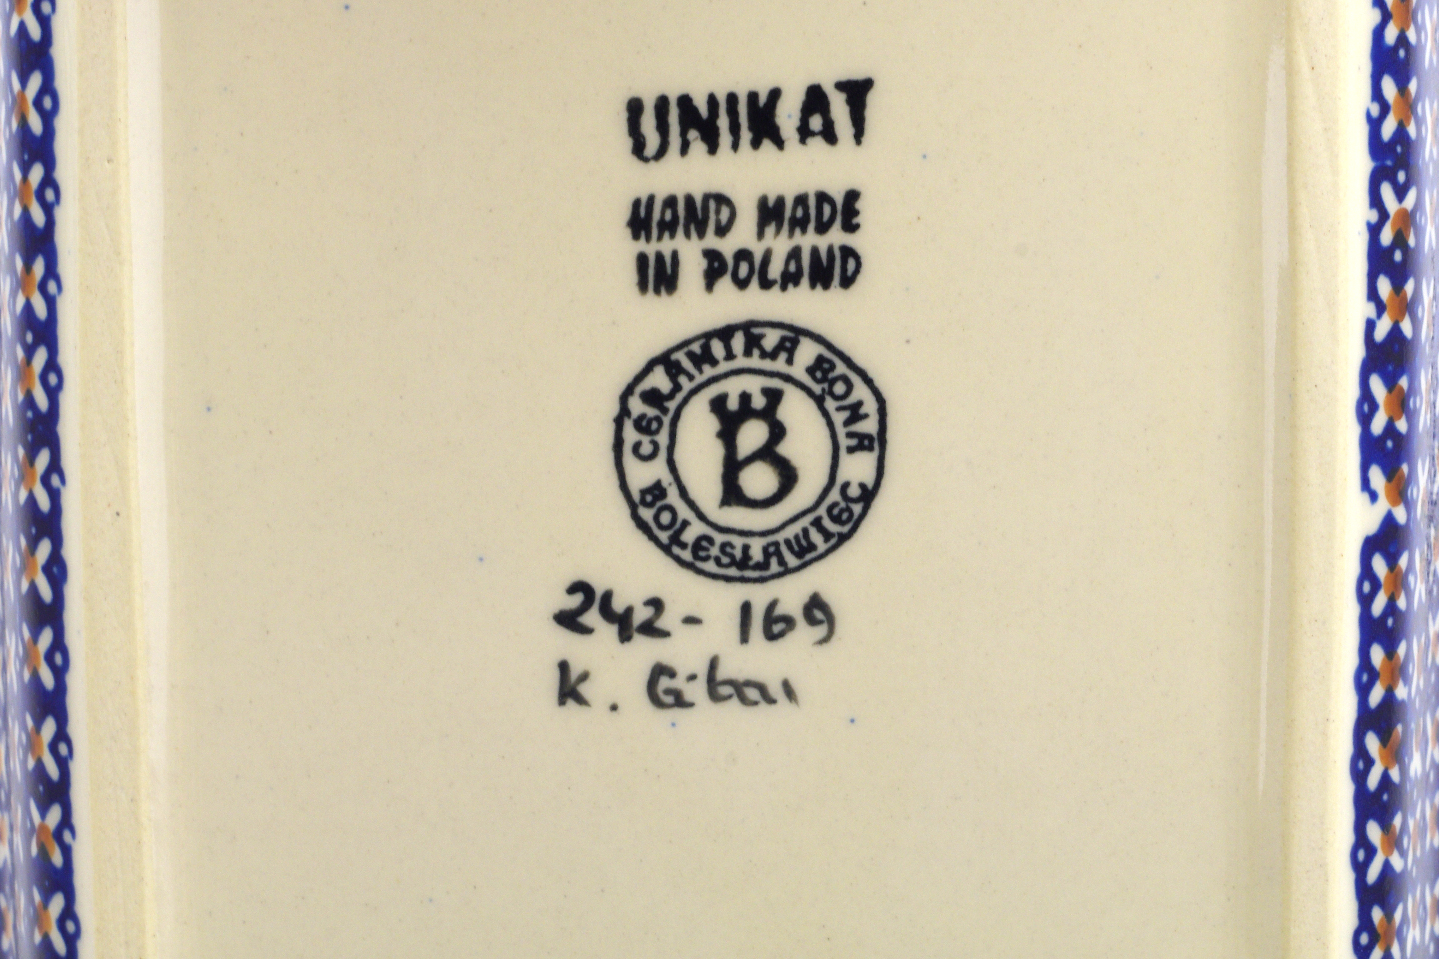 UNIKAT
HAND MADE
IN POLAND
CERAMIKA BONA
B
BOLESŁAWIEC
242-169
K.